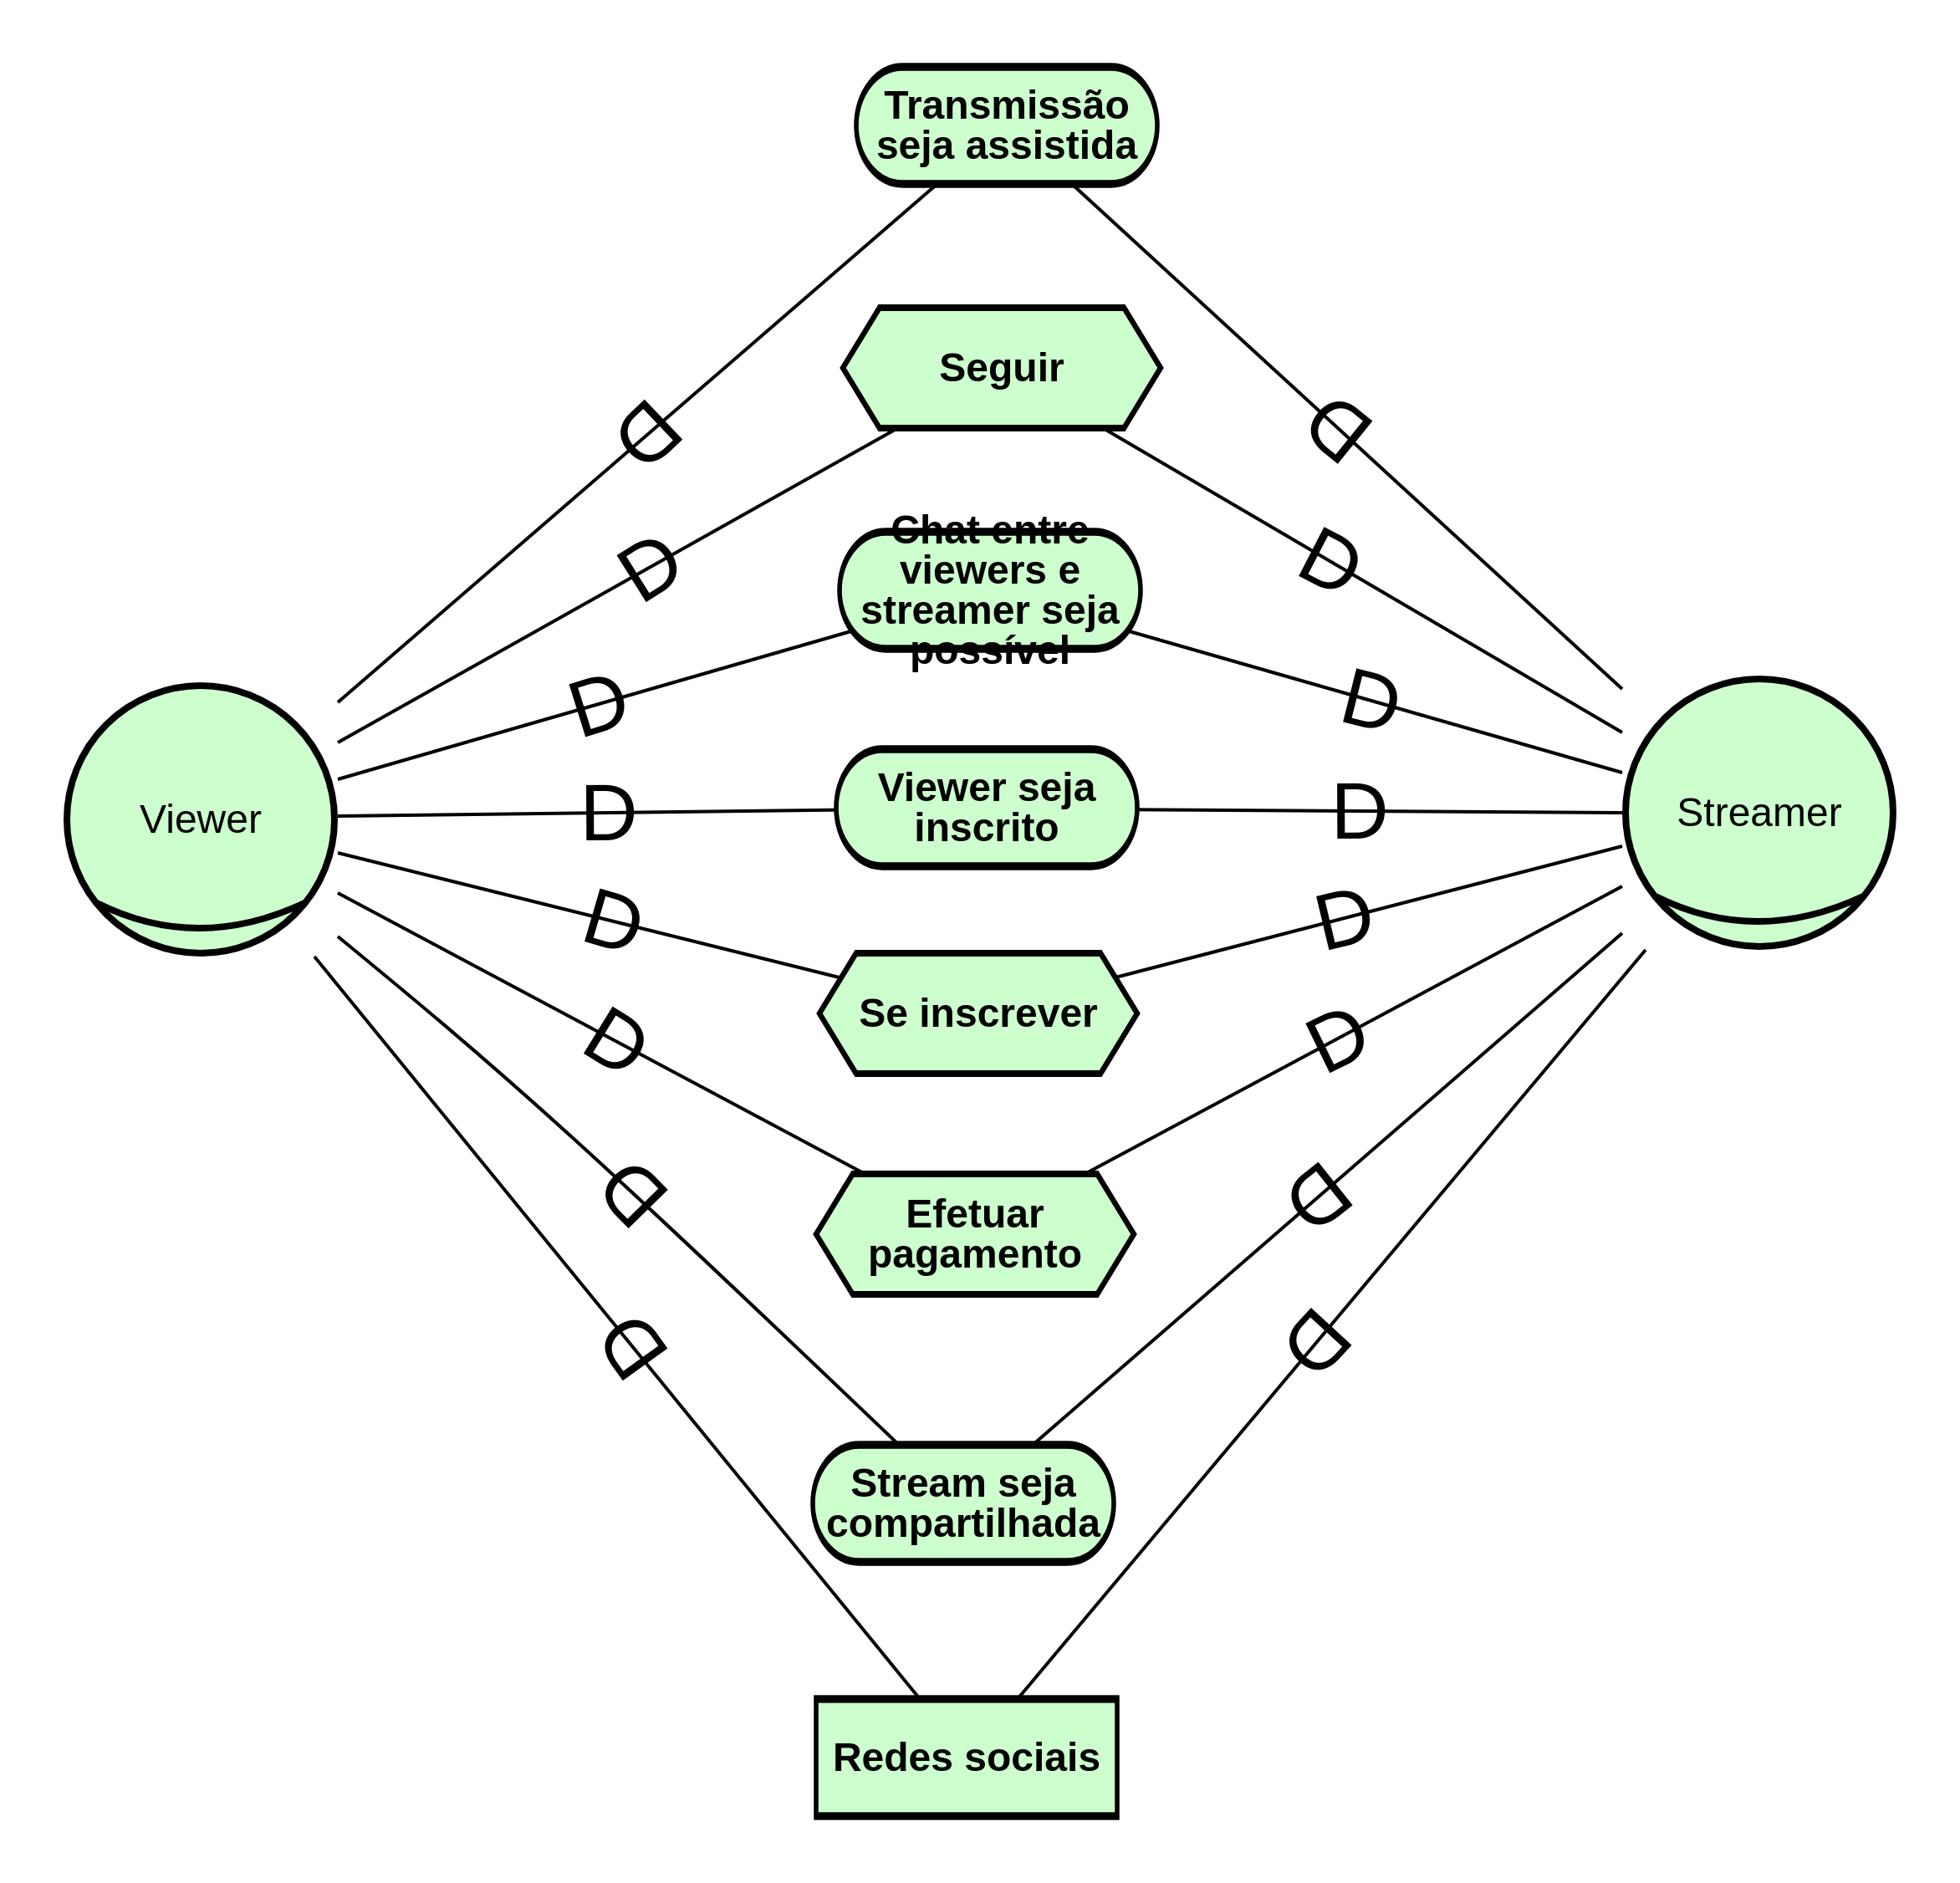 Transmissão
seja assistida
Seguir
D
D
D
D
Chat entre
viewers e
streamer seja
possível
D
D
Viewer
D
Viewer seja
inscrito
D
Streamer
D
D
Se inscrever
D
D
Efetuar
pagamento
D
D
D
D
Stream seja
compartilhada
Redes sociais